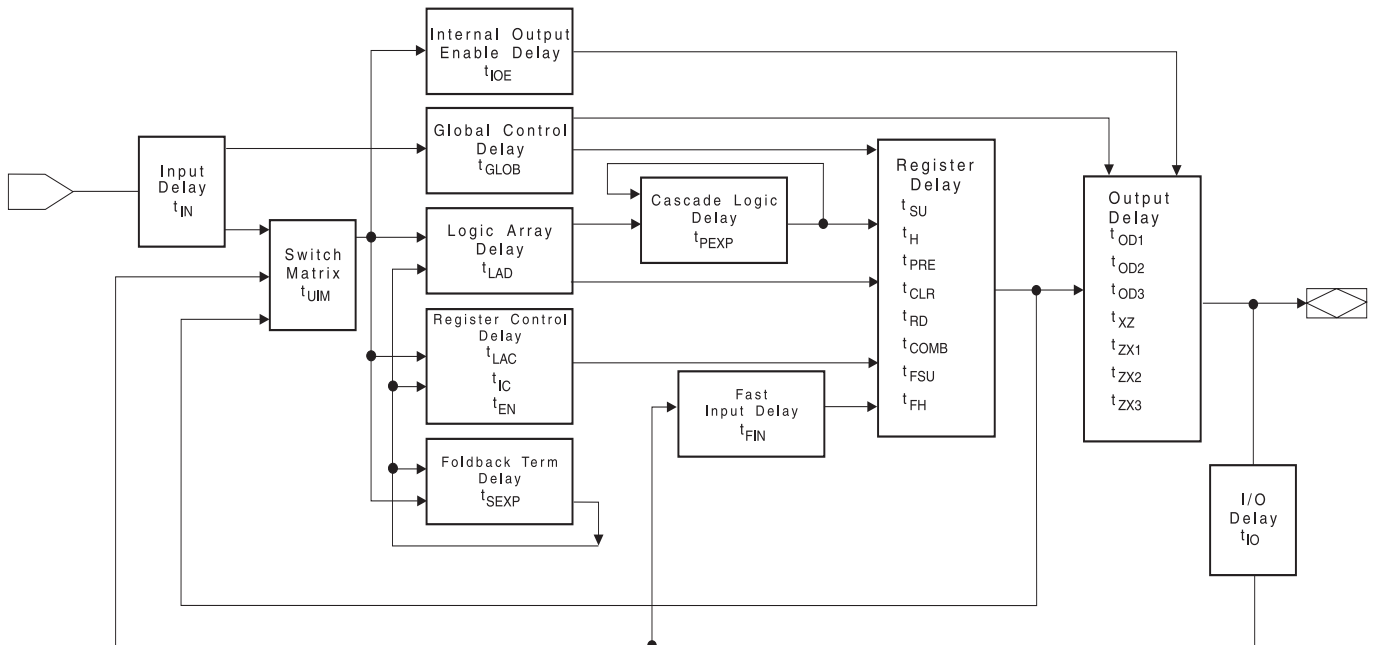 Internal Output
Enable Delay
tIOE
Global Control
Delay
tGLOB
Input
Delay
tIN
Switch
Matrix
tUIM
Logic Array
Delay
tLAD
Cascade Logic
Delay
tPEXP
Register Control
Delay
tLAC
tIC
tEN
Foldback Term
Delay
tSEXP
Fast
Input Delay
tFIN
Register
Delay
tSU
tH
tPRE
tCLR
tRD
tCOMB
tFSU
tFH
Output
Delay
tOD1
tOD2
tOD3
tXZ
tZX1
tZX2
tZX3
I/O
Delay
tIO